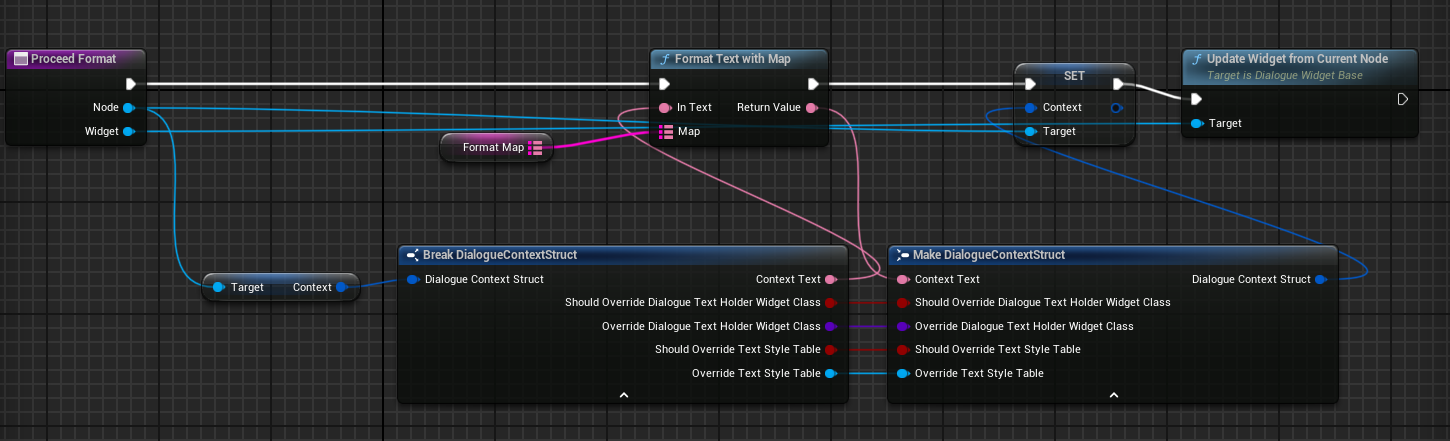 Proceed Format
Node
Widget
Format Map
Format Text with Map
In Text
Return Value
Map
SET
Context
Target
Update Widget from Current Node
Target is Dialogue Widget Base
Target
Target
Context
Break DialogueContextStruct
Dialogue Context Struct
Context Text
Should Override Dialogue Text Holder Widget Class
Override Dialogue Text Holder Widget Class
Should Override Text Style Table
Override Text Style Table
Make DialogueContextStruct
Context Text
Dialogue Context Struct
Should Override Dialogue Text Holder Widget Class
Override Dialogue Text Holder Widget Class
Should Override Text Style Table
Override Text Style Table